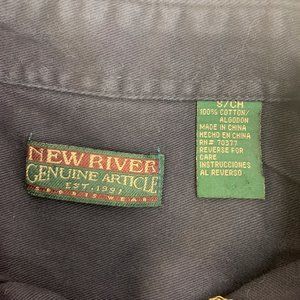 NEW RIVER
GENUINE ARTICLE
EST. 1991
SPORTSWEAR
S/CH
100% COTTON/
ALGODON
MADE IN CHINA
HECHO EN CHINA
RN# 70377
REVERSE FOR
CARE
INSTRUCCIONES
AL REVERSO